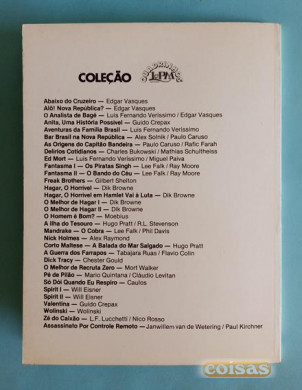 COLEÇÃO
QUADRINHOS
L&PM
Abaixo do Cruzeiro — Edgar Vasques
Alô! Nova República? — Edgar Vasques
O Analista de Bagé — Luis Fernando Verissimo / Edgar Vasques
Anita, Uma História Possível — Guido Crepax
Aventuras da Família Brasil — Luis Fernando Verissimo
Bar Brasil na Nova República — Alex Solnik / Paulo Caruso
As Origens do Capitão Bandeira — Paulo Caruso / Rafic Farah
Delírios Cotidianos — Charles Bukowski / Mathias Schultheiss
Ed Mort — Luis Fernando Verissimo / Miguel Paiva
Fantasma I — Os Piratas Singh — Lee Falk / Ray Moore
Fantasma II — O Bando do Céu — Lee Falk / Ray Moore
Freak Brothers — Gilbert Shelton
Hagar, O Horrível — Dik Browne
Hagar, O Horrível em Hamlet Vai à Luta — Dik Browne
O Melhor de Hagar I — Dik Browne
O Melhor de Hagar II — Dik Browne
O Homem é Bom? — Moebius
A Ilha do Tesouro — Hugo Pratt / R.L. Stevenson
Mandrake — O Cobra — Lee Falk / Phil Davis
Nick Holmes — Alex Raymond
Corto Maltese — A Balada do Mar Salgado — Hugo Pratt
A Guerra dos Farrapos — Tabajara Ruas / Flavio Colin
Dick Tracy — Chester Gould
O Melhor de Recruta Zero — Mort Walker
Pé de Pilão — Mario Quintana / Cláudio Levitan
Só Dói Quando Eu Respiro — Caulos
Spirit I — Will Eisner
Spirit II — Will Eisner
Valentina — Guido Crepax
Wolinski — Wolinski
Zé do Caixão — L.F. Lucchetti / Nico Rosso
Assassinato Por Controle Remoto — Janwillem van de Wetering / Paul Kirchner
coisas